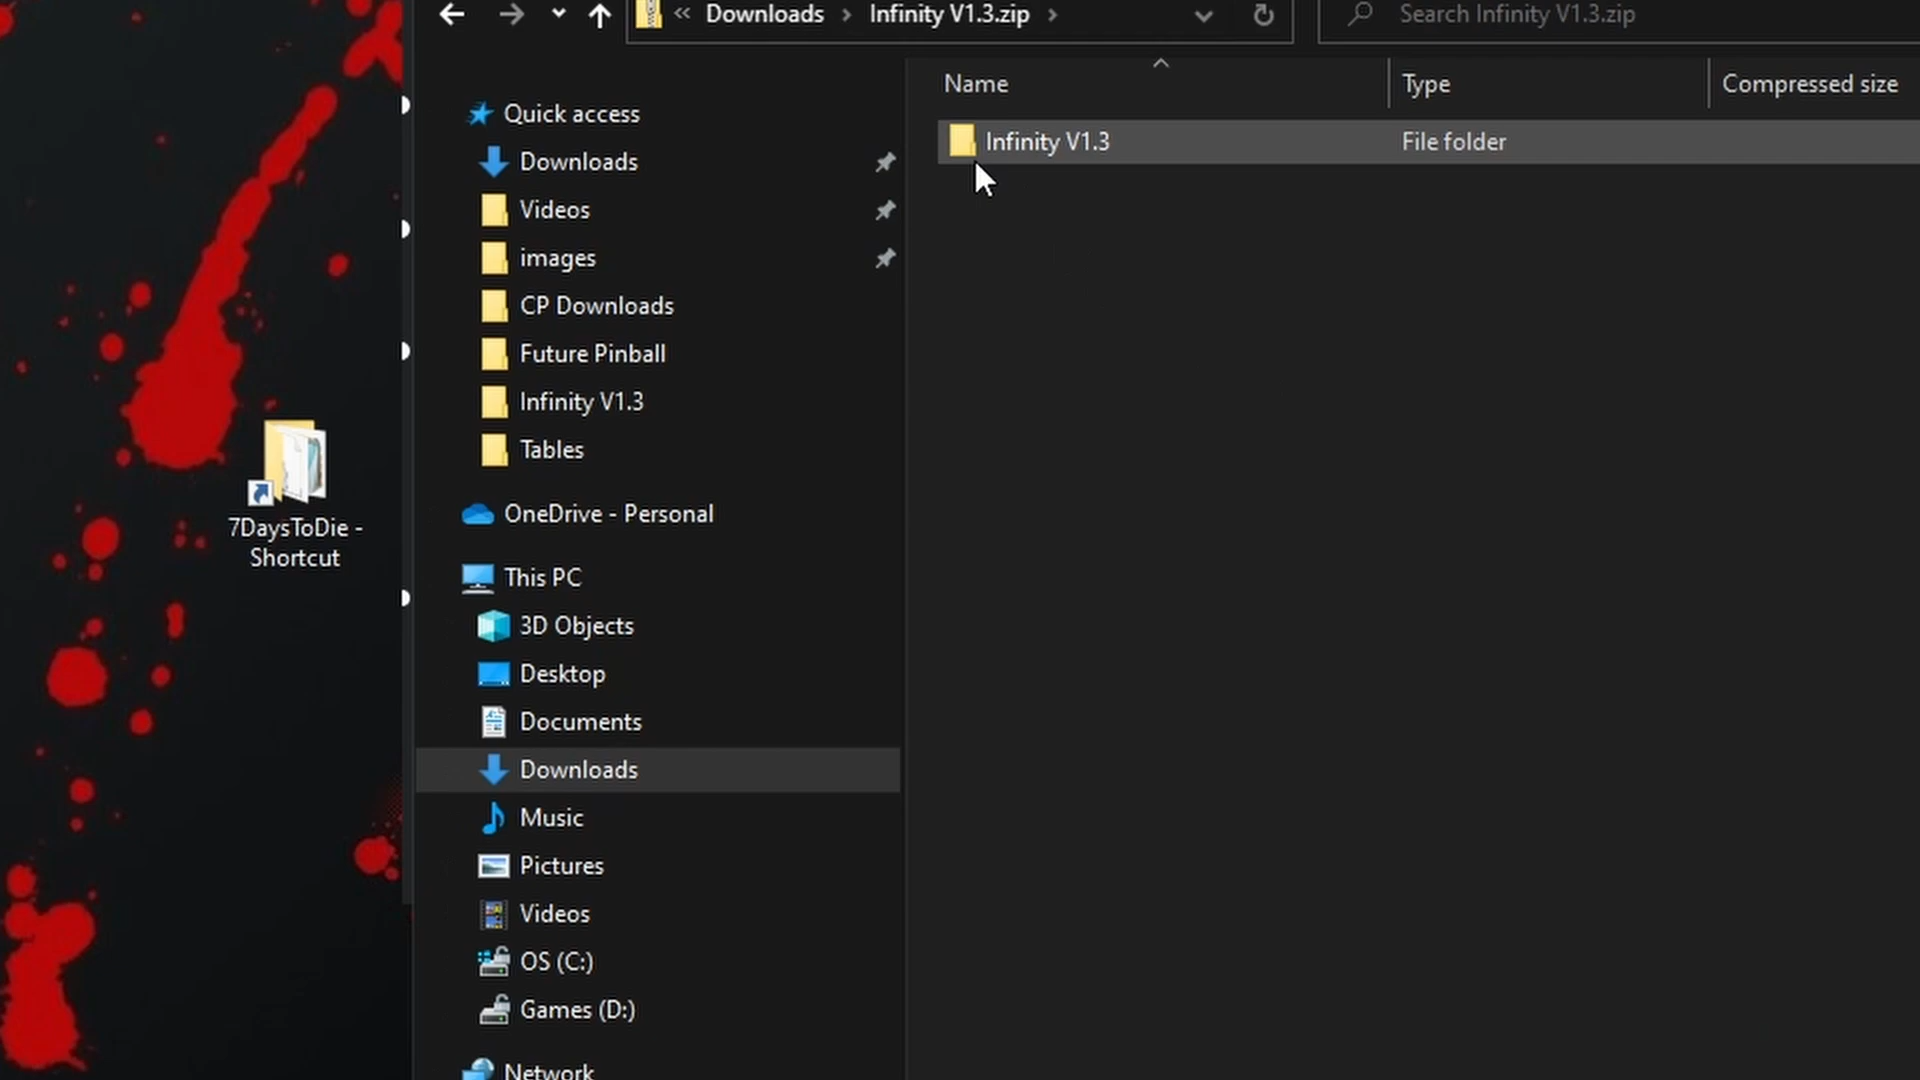 Downloads
Infinity V1.3.zip
Search Infinity V1.3.zip
Name
Type
Compressed size
Infinity V1.3
File folder
Quick access
Downloads
Videos
images
CP Downloads
Future Pinball
Infinity V1.3
Tables
OneDrive - Personal
This PC
3D Objects
Desktop
Documents
Downloads
Music
Pictures
Videos
OS (C:)
Games (D:)
Network
7DaysToDie -
Shortcut